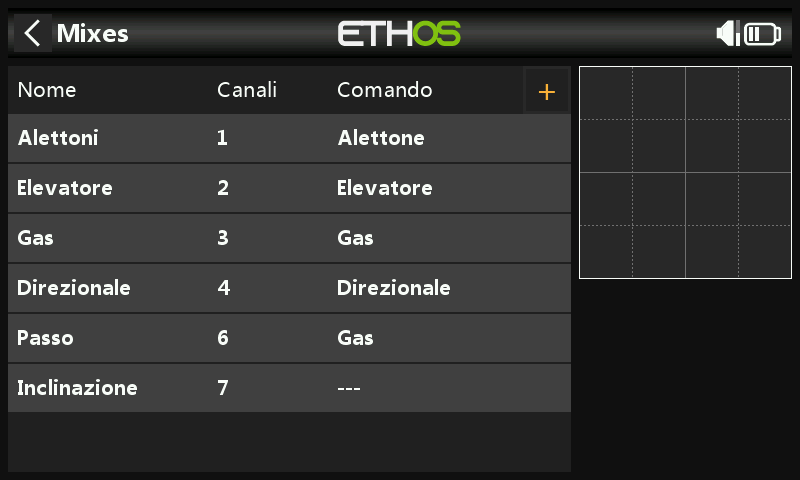 Mixes ETHOS
Nome Canali Comando +
Alettoni 1 Alettone
Elevatore 2 Elevatore
Gas 3 Gas
Direzionale 4 Direzionale
Passo 6 Gas
Inclinazione 7 ---